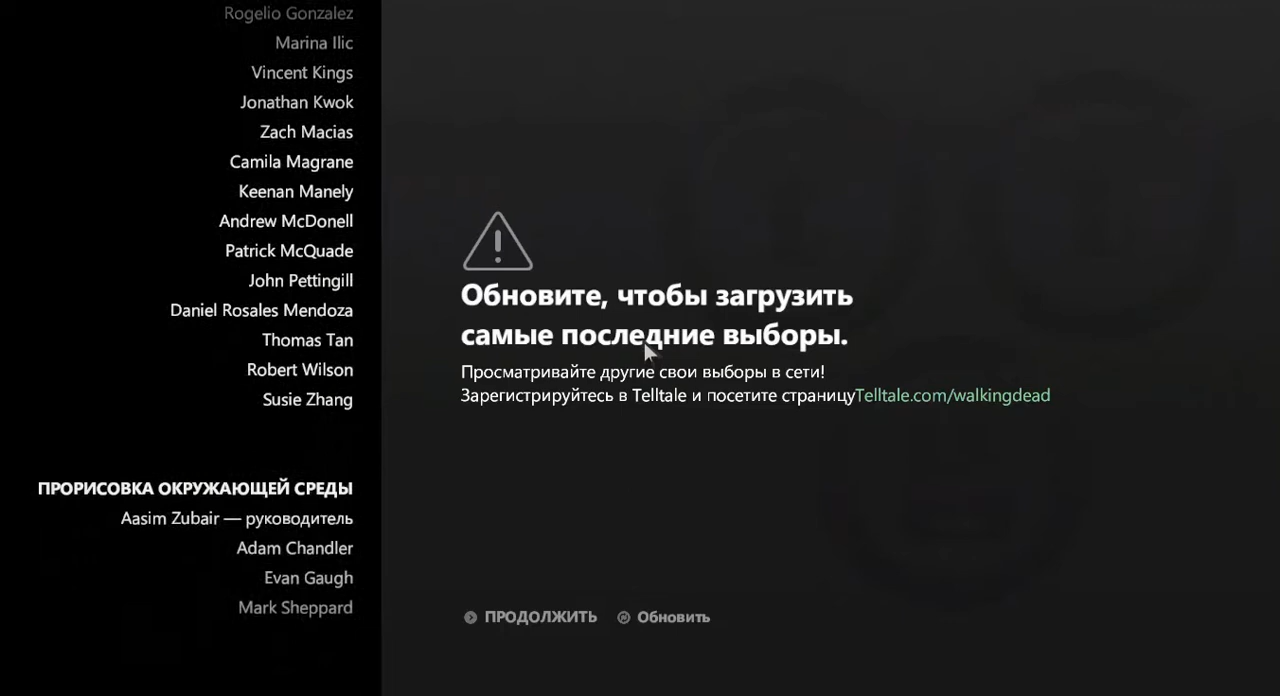 Rogelio Gonzalez
Marina Ilic
Vincent Kings
Jonathan Kwok
Zach Macias
Camila Magrane
Keenan Manely
Andrew McDonell
Patrick McQuade
John Pettingill
Daniel Rosales Mendoza
Thomas Tan
Robert Wilson
Susie Zhang
ПРОРИСОВКА ОКРУЖАЮЩЕЙ СРЕДЫ
Aasim Zubair — руководитель
Adam Chandler
Evan Gaugh
Mark Sheppard
Обновите, чтобы загрузить
самые последние выборы.
Просматривайте другие свои выборы в сети!
Зарегистрируйтесь в Telltale и посетите страницуTelltale.com/walkingdead
ПРОДОЛЖИТЬ Обновить